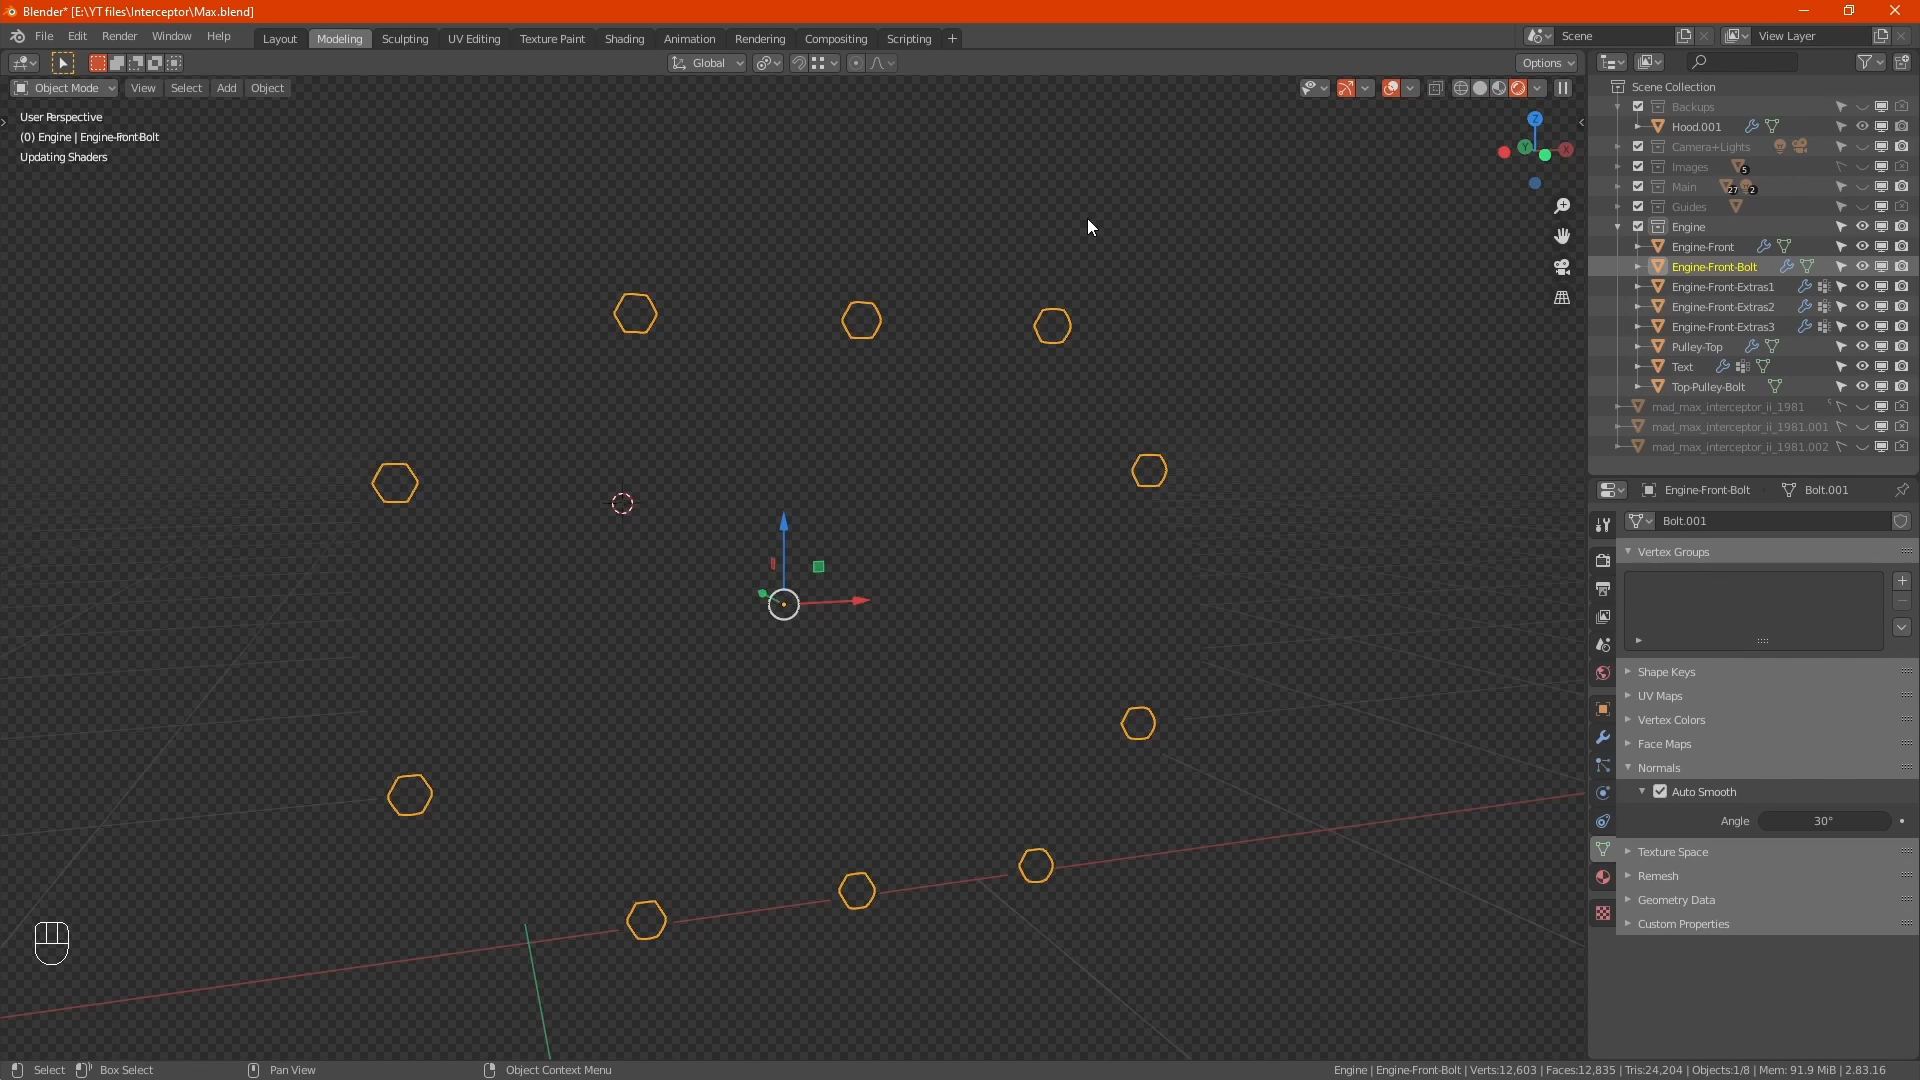 Blender* [E:\YT files\Interceptor\Max.blend]
File Edit Render Window Help Layout Modeling Sculpting UV Editing Texture Paint Shading Animation Rendering Compositing Scripting + Scene View Layer
Global Options
Object Mode View Select Add Object
User Perspective
(0) Engine | Engine-Front-Bolt
Updating Shaders
Z
Y
X
Scene Collection
Backups
Hood.001
Camera+Lights
Images 5
Main 27 2
Guides
Engine
Engine-Front
Engine-Front-Bolt
Engine-Front-Extras1
Engine-Front-Extras2
Engine-Front-Extras3
Pulley-Top
Text
Top-Pulley-Bolt
mad_max_interceptor_ii_1981
mad_max_interceptor_ii_1981.001
mad_max_interceptor_ii_1981.002
Engine-Front-Bolt Bolt.001
Bolt.001
Vertex Groups
Shape Keys
UV Maps
Vertex Colors
Face Maps
Normals
Auto Smooth
Angle 30°
Texture Space
Remesh
Geometry Data
Custom Properties
Select Box Select Pan View Object Context Menu Engine | Engine-Front-Bolt | Verts:12,603 | Faces:12,835 | Tris:24,204 | Objects:1/8 | Mem: 91.9 MiB | 2.83.16